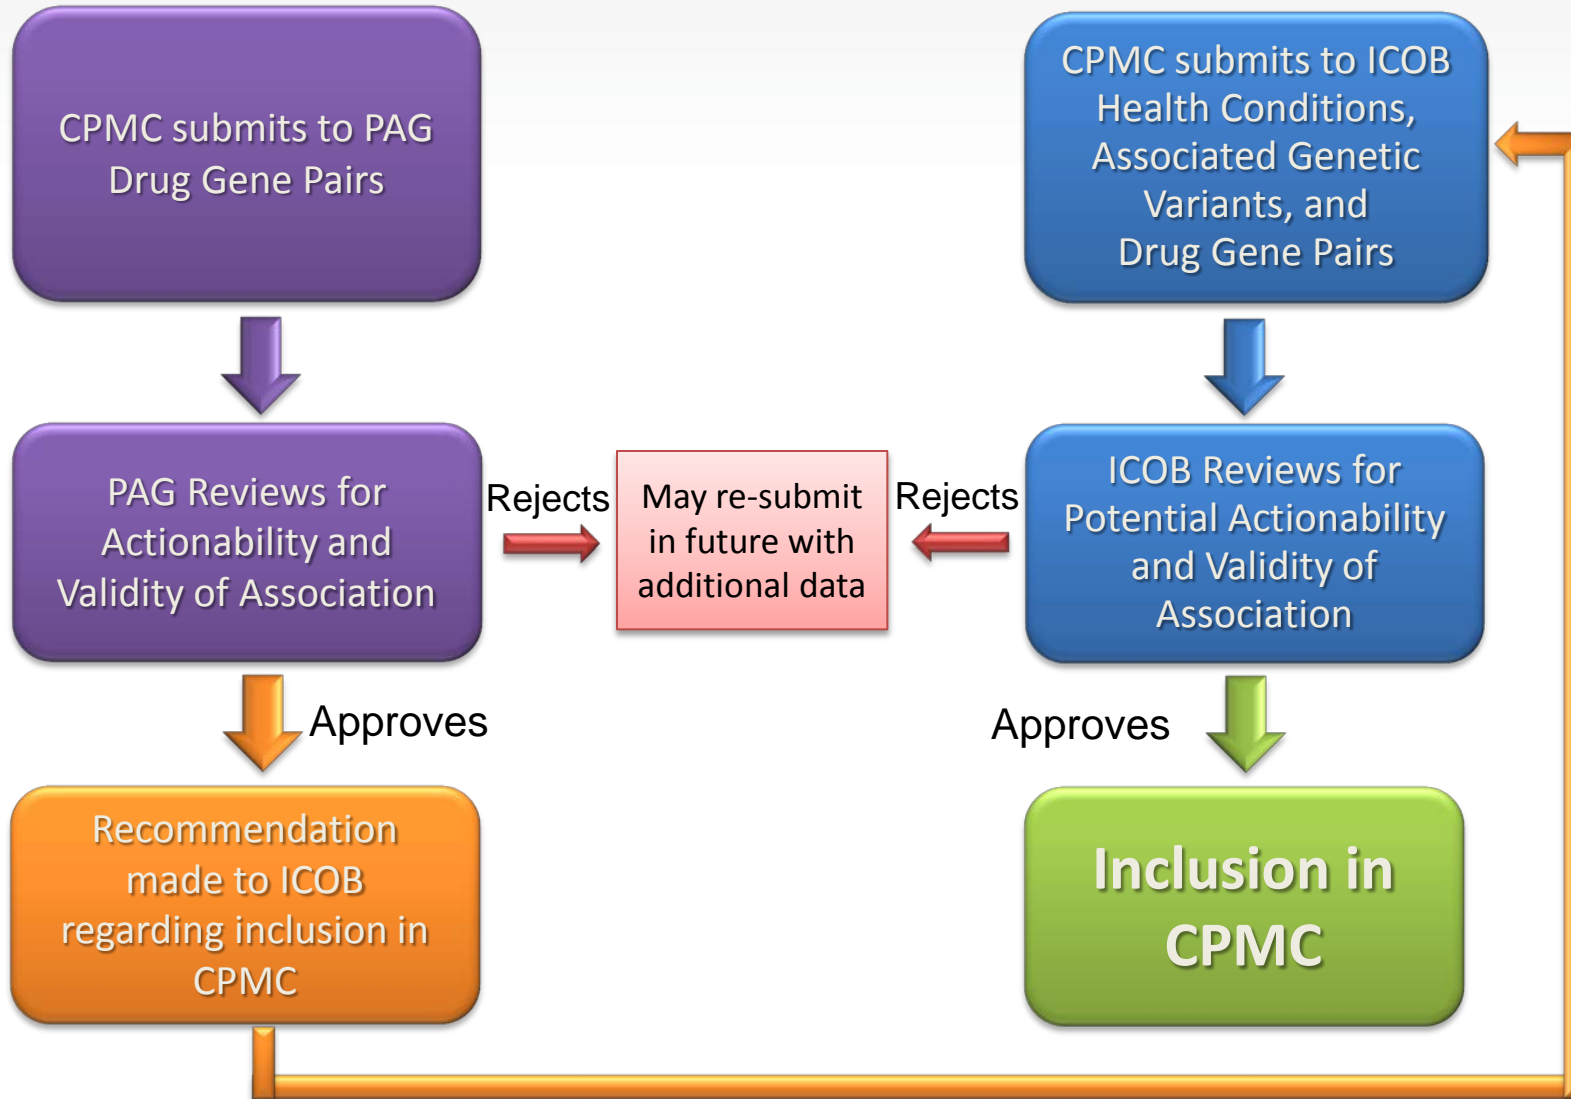 CPMC submits to PAG
Drug Gene Pairs
PAG Reviews for
Actionability and
Validity of Association
Rejects
Approves
Recommendation
made to ICOB
regarding inclusion in
CPMC
May re-submit
in future with
additional data
CPMC submits to ICOB
Health Conditions,
Associated Genetic
Variants, and
Drug Gene Pairs
ICOB Reviews for
Potential Actionability
and Validity of
Association
Rejects
Approves
Inclusion in
CPMC